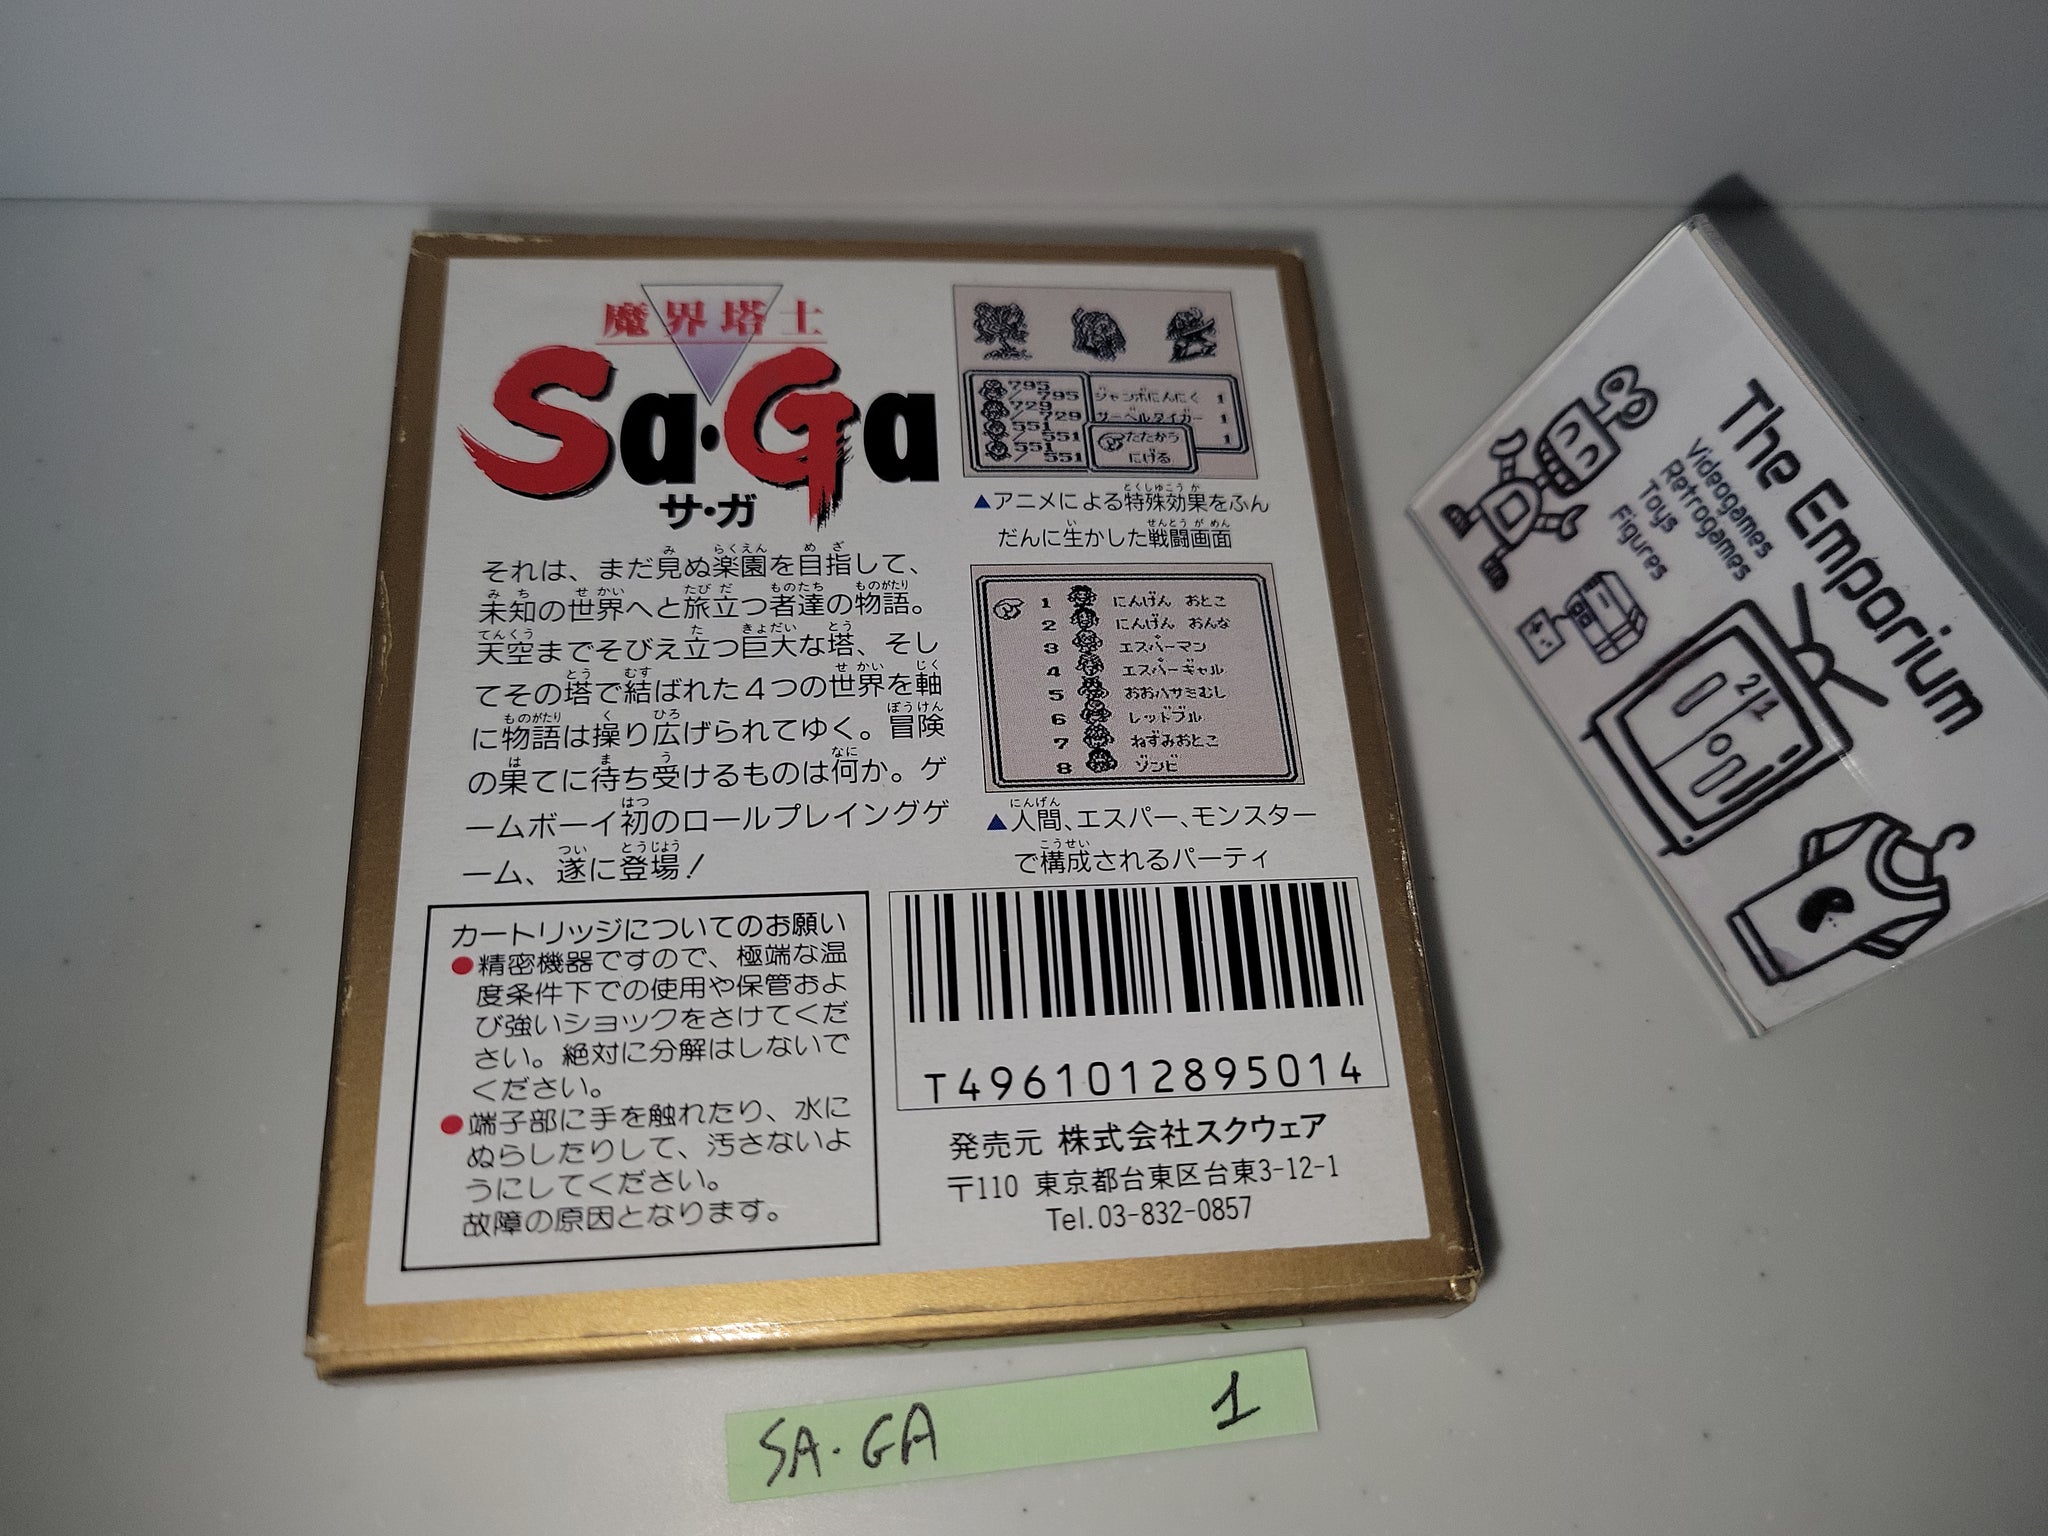 魔界塔士
Sa・Ga
サ・ガ
それは、まだ見ぬ楽園を目指して、
未知の世界へと旅立つ者達の物語。
天空までそびえ立つ巨大な塔、そし
てその塔で結ばれた4つの世界を軸
に物語は操り広げられてゆく。冒険
の果てに待ち受けるものは何か。ゲ
ームボーイ初のロールプレイングゲ
ーム、遂に登場!
カートリッジについてのお願い
●精密機器ですので、極端な温
度条件下での使用や保管およ
び強いショックをさけてくだ
さい。絶対に分解はしないで
ください。
●端子部に手を触れたり、水に
ぬらしたりして、汚さないよ
うにしてください。
故障の原因となります。
795/795
729/729
551/551
551/551
ジャンボにんにく 1
サーベルタイガー 1
1
たたかう
にげる
▲アニメによる特殊効果をふん
だんに生かした戦闘画面
1 にんげん おとこ
2 にんげん おんな
3 エスパーマン
4 エスパーギャル
5 おおハサミむし
6 レッドブル
7 ねずみおとこ
8 ゾンビ
▲人間、エスパー、モンスター
で構成されるパーティ
T4961012895014
発売元 株式会社スクウェア
〒110 東京都台東区台東3-12-1
Tel.03-832-0857
SA・GA 1
The Emporium
Videogames
Retrogames
Toys
Figures